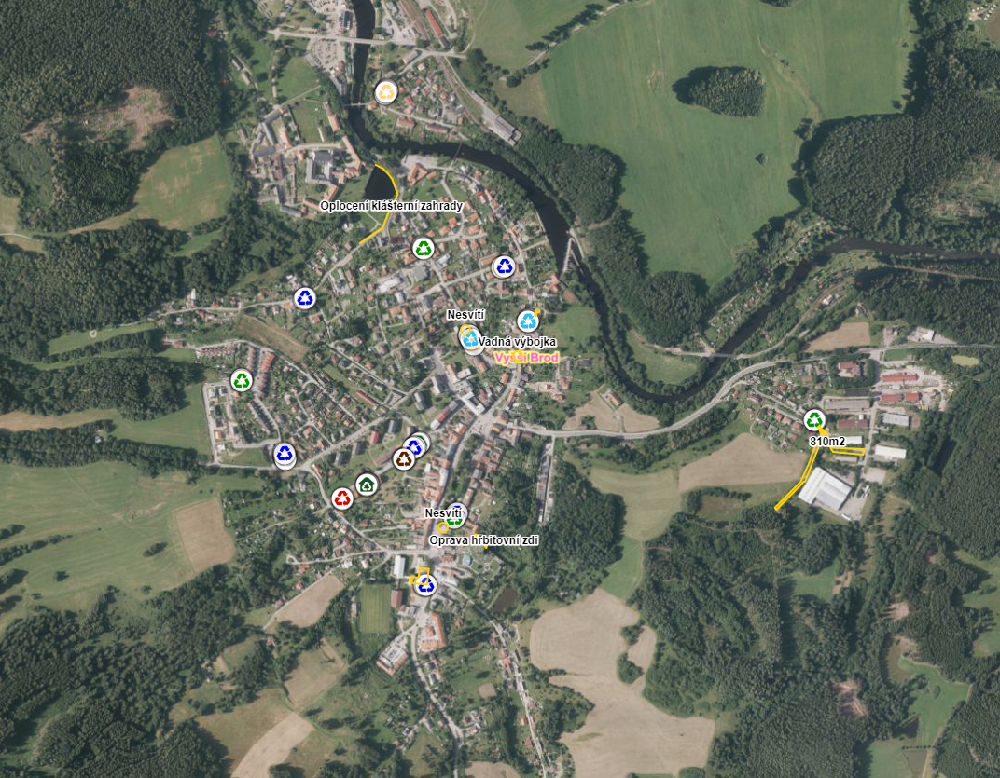 Oplocení klášterní zahrady
Nesvítí
Vadná výbojka
Vyšší Brod
810m2
Nesvítí
Oprava hřbitovní zdi